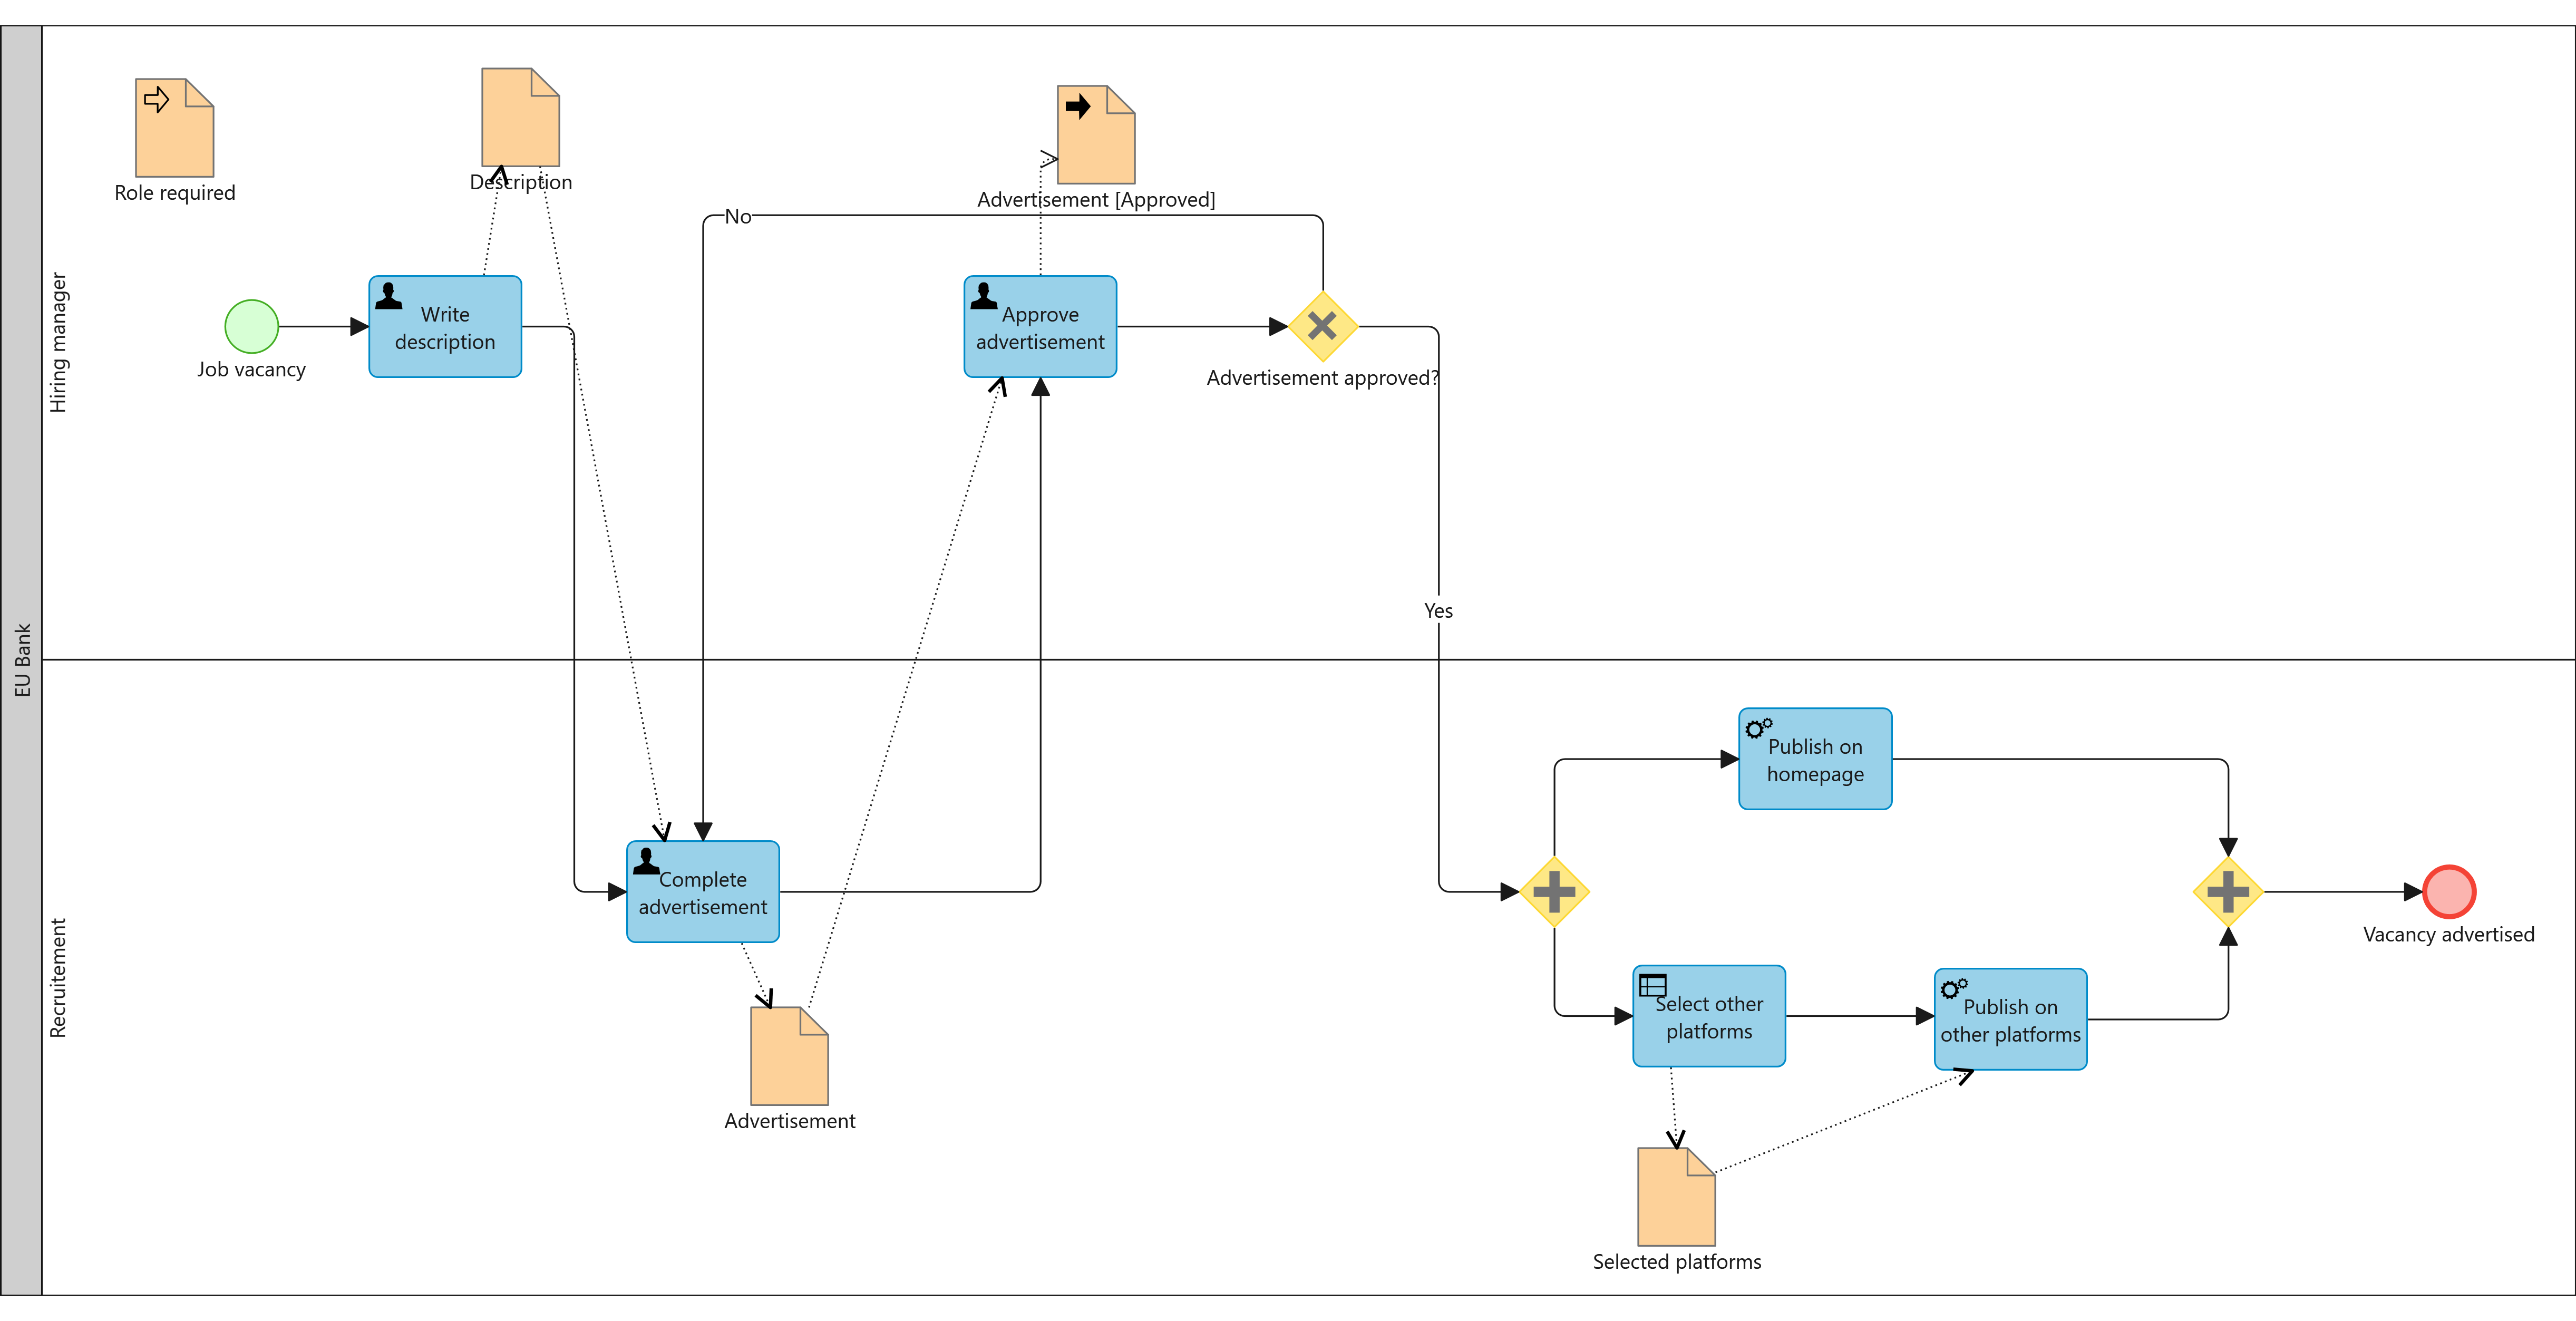 EU Bank
Hiring manager
Role required
Description
Advertisement [Approved]
No
Job vacancy
Write
description
Approve
advertisement
Advertisement approved?
Yes
Recruitement
Complete
advertisement
Advertisement
Publish on
homepage
Select other
platforms
Publish on
other platforms
Selected platforms
Vacancy advertised